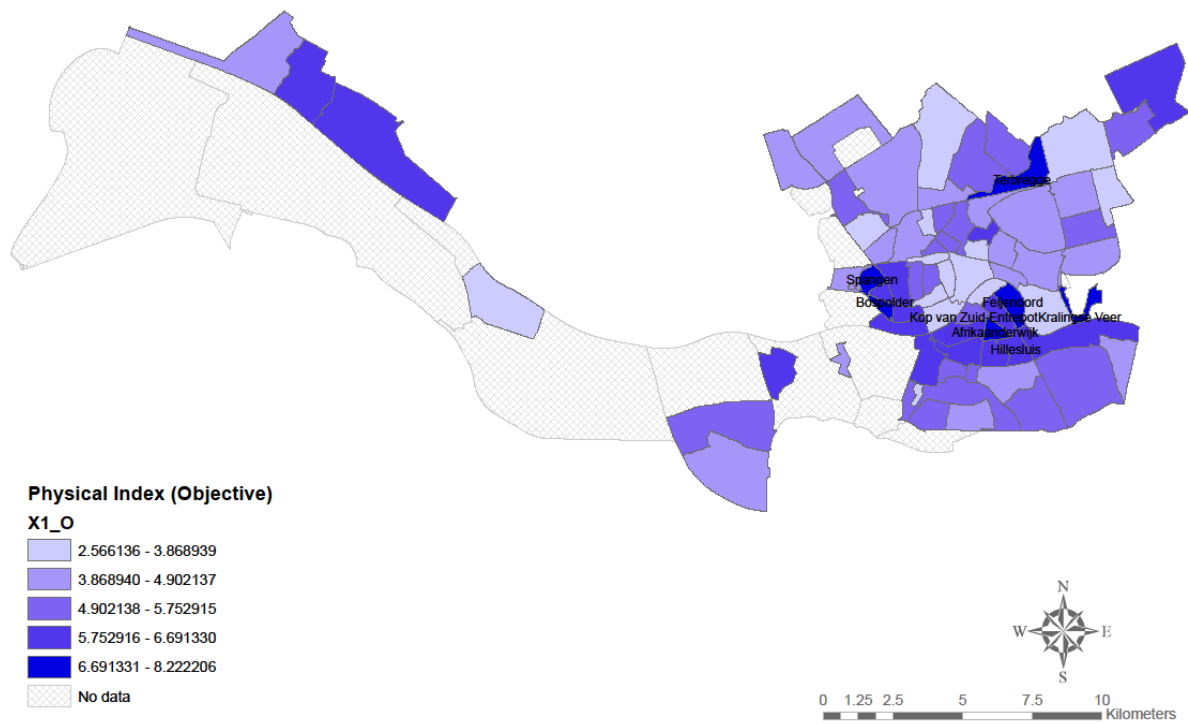 Terbregge
Spangen
Bospolder
Feijenoord
Kop van Zuid-Entrepot
Kralingse Veer
Afrikaanderwijk
Hillesluis
Physical Index (Objective)
X1_O
2.566136 - 3.868939
3.868940 - 4.902137
4.902138 - 5.752915
5.752916 - 6.691330
6.691331 - 8.222206
No data
N
W E
S
0 1.25 2.5 5 7.5 10
Kilometers